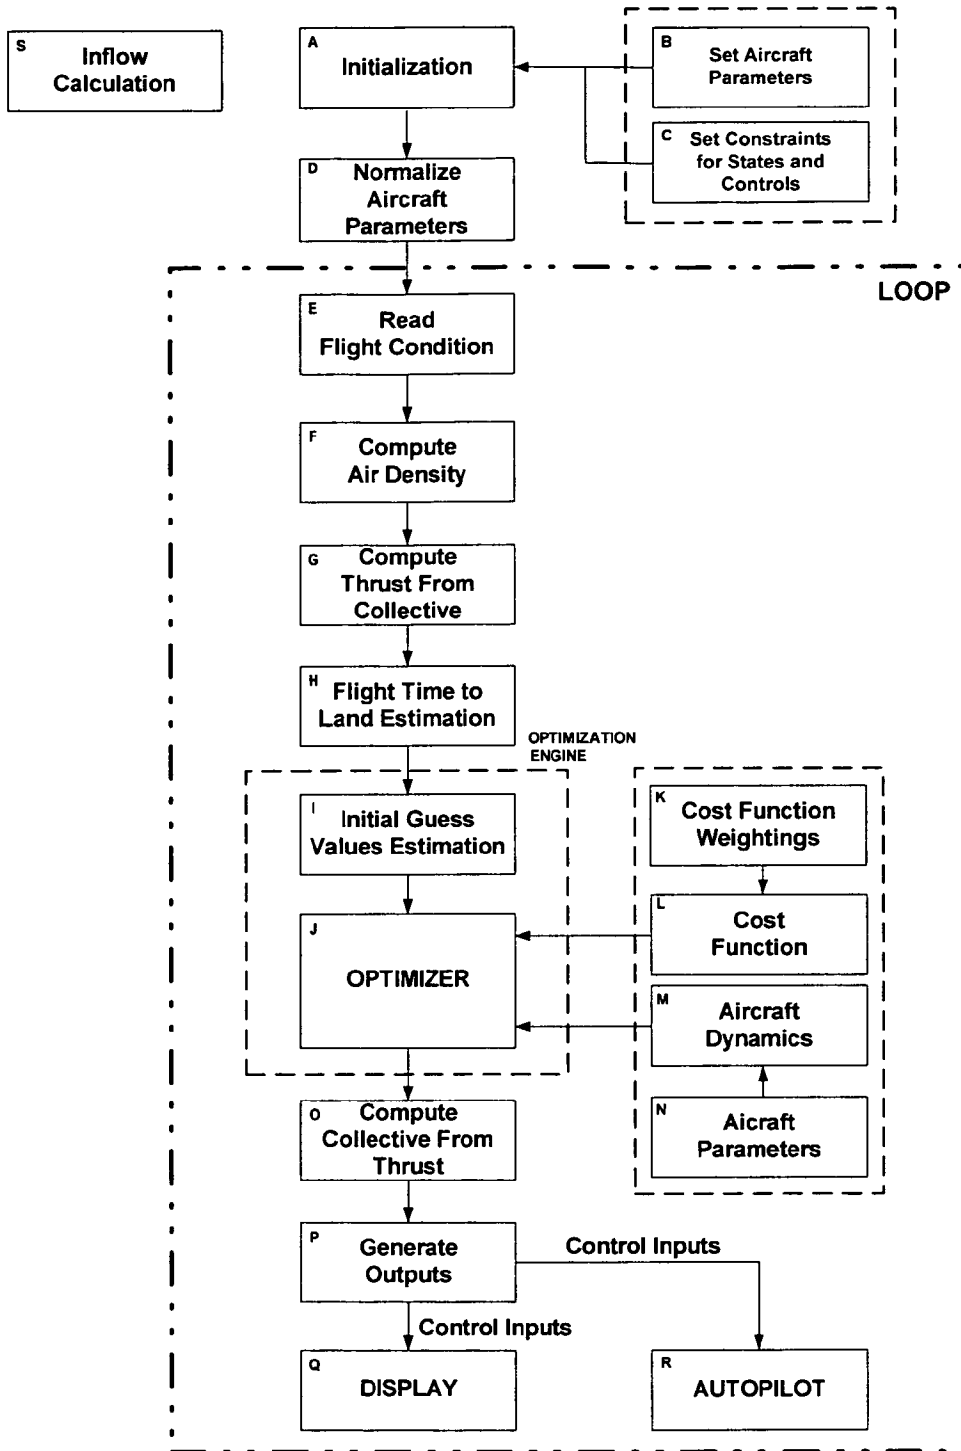 S
Inflow
Calculation
A
Initialization
B
Set Aircraft
Parameters
C
Set Constraints
for States and
Controls
D
Normalize
Aircraft
Parameters
LOOP
E
Read
Flight Condition
F
Compute
Air Density
G
Compute
Thrust From
Collective
H
Flight Time to
Land Estimation
OPTIMIZATION
ENGINE
I
Initial Guess
Values Estimation
J
OPTIMIZER
K
Cost Function
Weightings
L
Cost
Function
M
Aircraft
Dynamics
N
Aicraft
Parameters
O
Compute
Collective From
Thrust
P
Generate
Outputs
Control Inputs
Control Inputs
Q
DISPLAY
R
AUTOPILOT